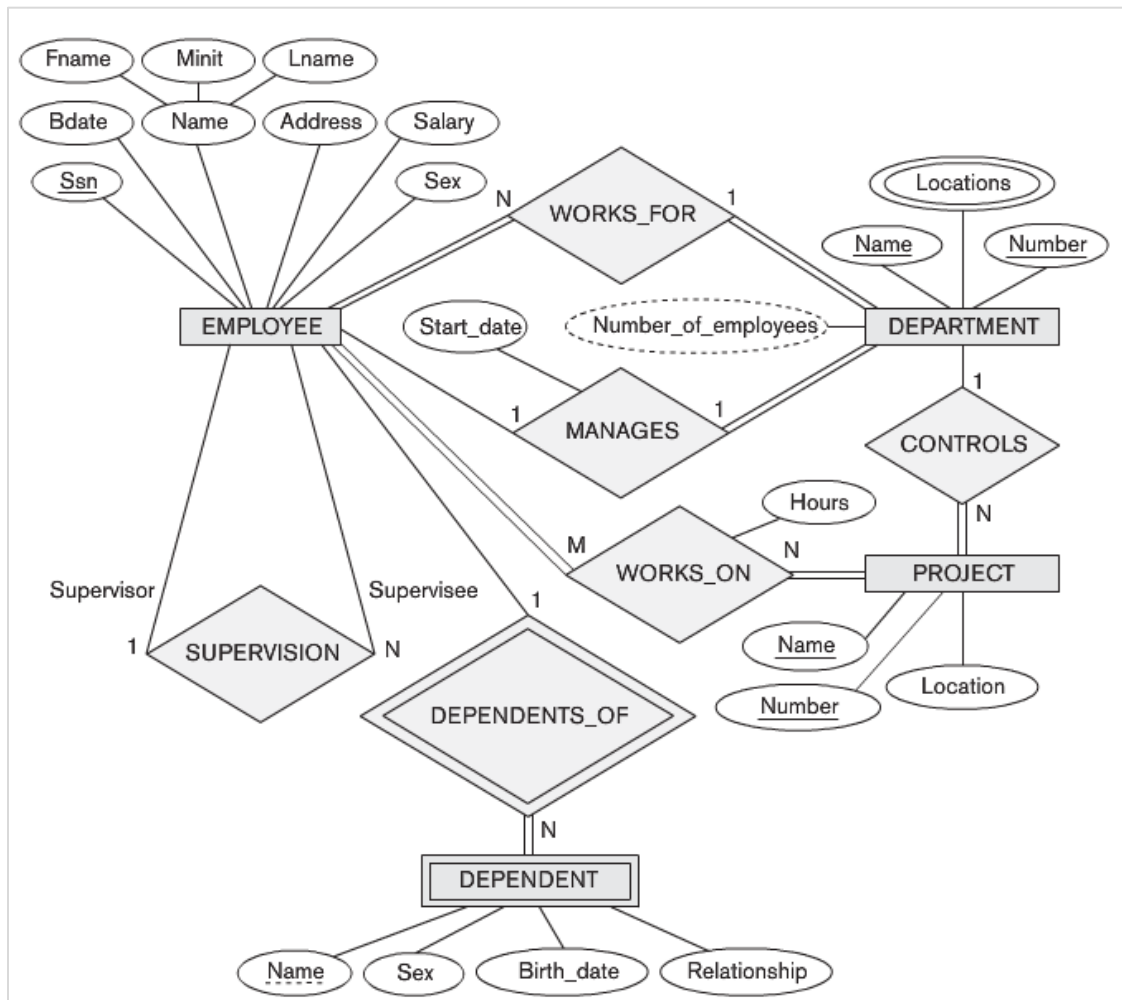 Fname
Minit
Lname
Bdate
Name
Address
Salary
Ssn
Sex
N
WORKS_FOR
1
Locations
Name
Number
EMPLOYEE
Start_date
Number_of_employees
DEPARTMENT
1
MANAGES
1
1
CONTROLS
N
Hours
M
WORKS_ON
N
PROJECT
Name
Number
Location
Supervisor
Supervisee
1
SUPERVISION
N
1
DEPENDENTS_OF
N
DEPENDENT
Name
Sex
Birth_date
Relationship